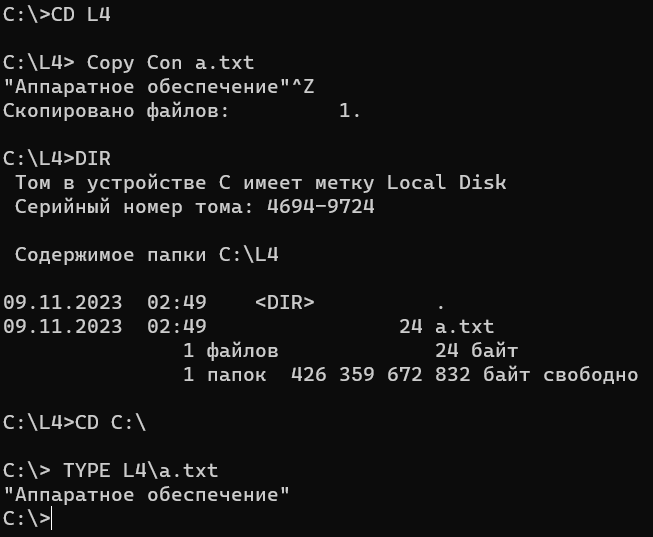 C:\>CD L4
C:\L4> Copy Con a.txt
"Аппаратное обеспечение"^Z
Скопировано файлов:         1.
C:\L4>DIR
 Том в устройстве C имеет метку Local Disk
 Серийный номер тома: 4694-9724
 Содержимое папки C:\L4
09.11.2023  02:49    <DIR>          .
09.11.2023  02:49                24 a.txt
               1 файлов             24 байт
               1 папок  426 359 672 832 байт свободно
C:\L4>CD C:\
C:\> TYPE L4\a.txt
"Аппаратное обеспечение"
C:\>